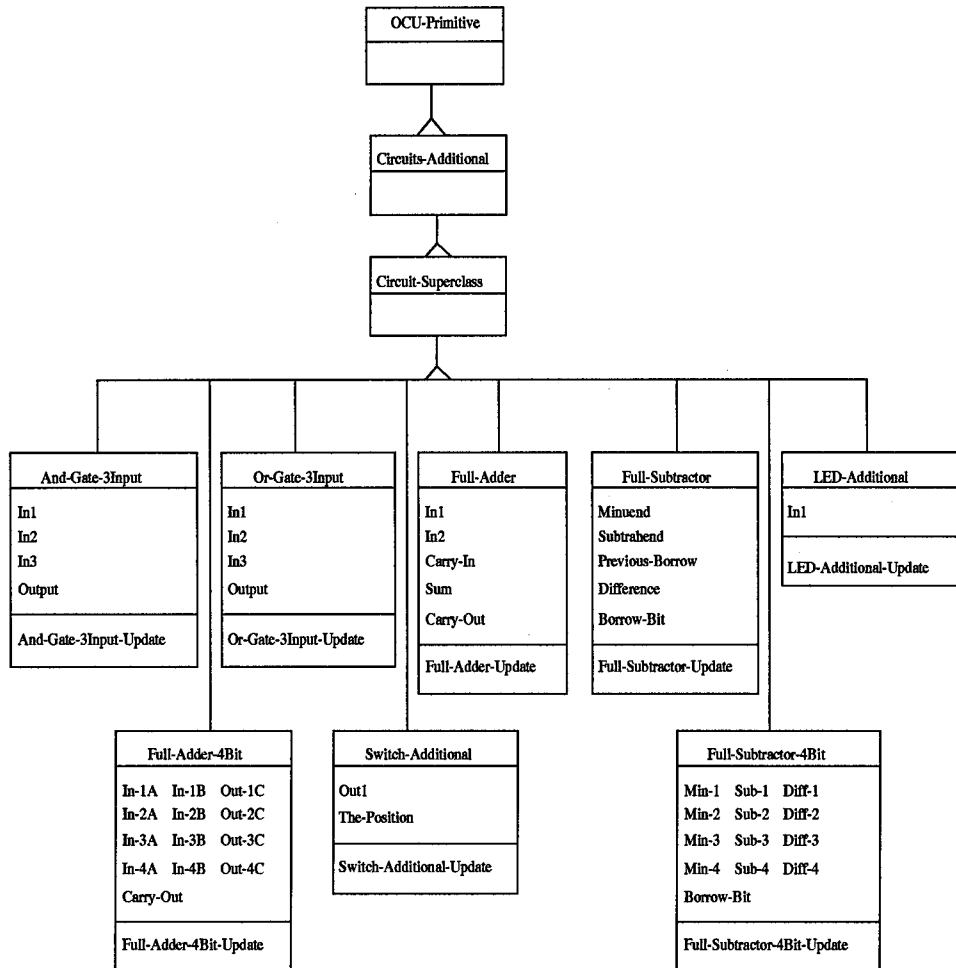 OCU-Primitive
Circuits-Additional
Circuit-Superclass
And-Gate-3Input
In1
In2
In3
Output
And-Gate-3Input-Update
Or-Gate-3Input
In1
In2
In3
Output
Or-Gate-3Input-Update
Full-Adder
In1
In2
Carry-In
Sum
Carry-Out
Full-Adder-Update
Full-Subtractor
Minuend
Subtrahend
Previous-Borrow
Difference
Borrow-Bit
Full-Subtractor-Update
LED-Additional
In1
LED-Additional-Update
Full-Adder-4Bit
In-1A In-1B Out-1C
In-2A In-2B Out-2C
In-3A In-3B Out-3C
In-4A In-4B Out-4C
Carry-Out
Full-Adder-4Bit-Update
Switch-Additional
Out1
The-Position
Switch-Additional-Update
Full-Subtractor-4Bit
Min-1 Sub-1 Diff-1
Min-2 Sub-2 Diff-2
Min-3 Sub-3 Diff-3
Min-4 Sub-4 Diff-4
Borrow-Bit
Full-Subtractor-4Bit-Update